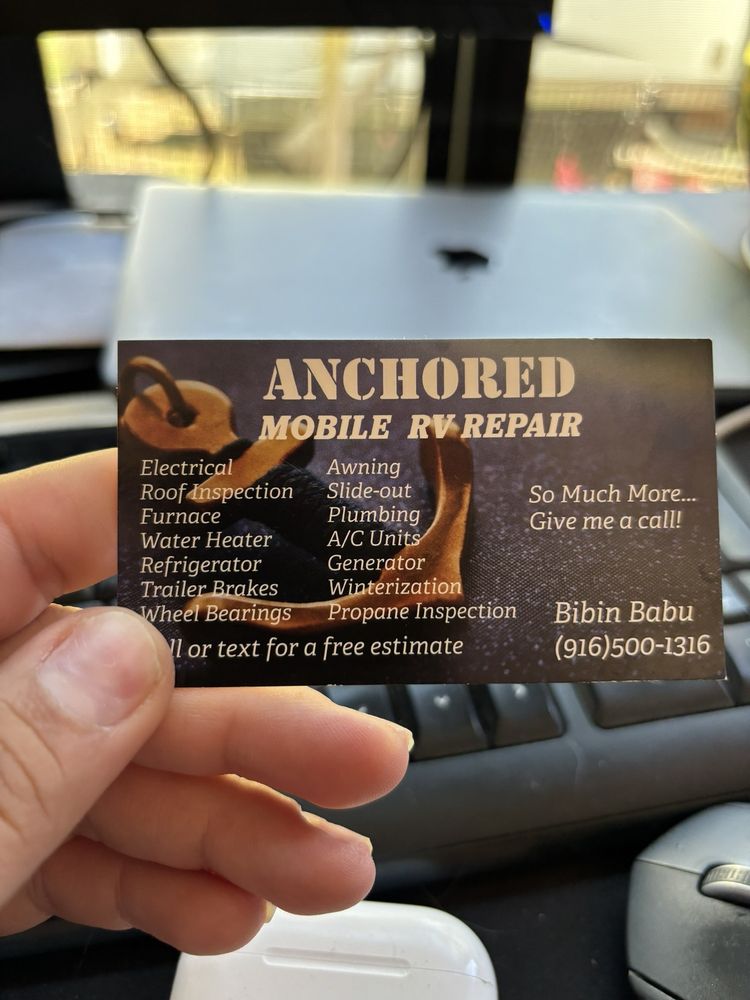 ANCHORED
MOBILE RV REPAIR
Electrical
Roof Inspection
Furnace
Water Heater
Refrigerator
Trailer Brakes
Wheel Bearings
Awning
Slide-out
Plumbing
A/C Units
Generator
Winterization
Propane Inspection
So Much More...
Give me a call!
ll or text for a free estimate
Bibin Babu
(916)500-1316